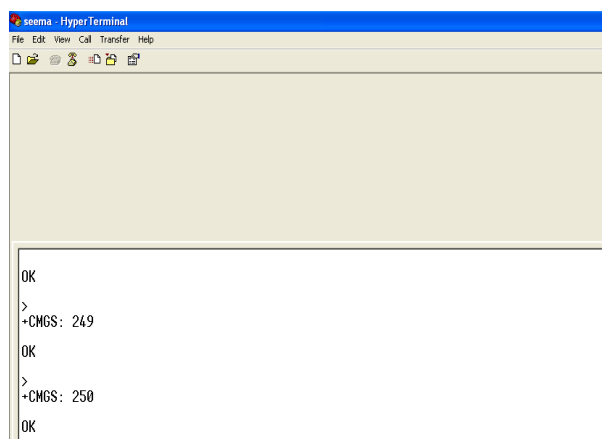 seema - HyperTerminal
File Edit View Call Transfer Help
OK
>
+CMGS: 249
OK
>
+CMGS: 250
OK